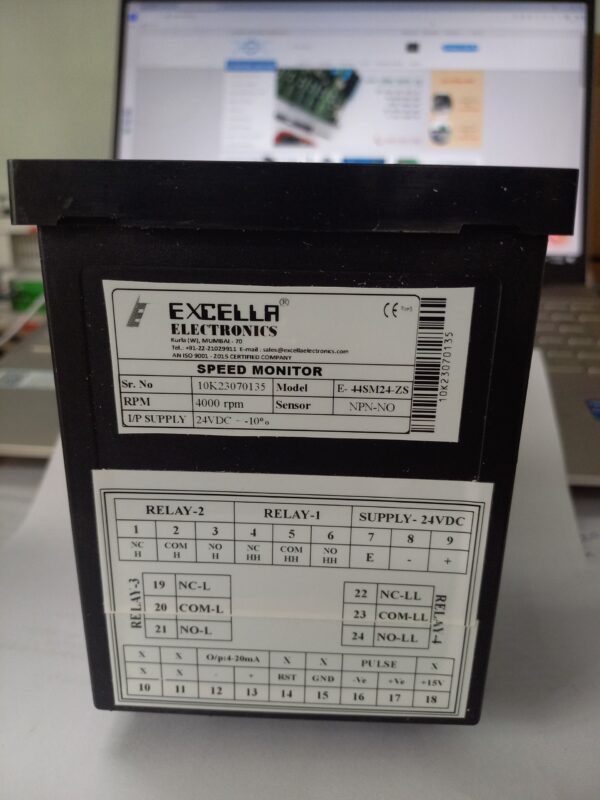 EXCELLA ®
ELECTRONICS
Kurla (W), MUMBAI - 70
Tel.: +91-22-21029911 E-mail : sales@excellaelectronics.com
AN ISO 9001 - 2015 CERTIFIED COMPANY
CE
10K23070135
SPEED MONITOR
Sr. No 10K23070135 Model E- 44SM24-ZS
RPM 4000 rpm Sensor NPN-NO
I/P SUPPLY 24VDC
RELAY-2 RELAY-1 SUPPLY- 24VDC
1 2 3 4 5 6 7 8 9
NC COM NO NC COM NO E - +
H H H HH HH HH
RELAY-3
19 NC-L
20 COM-L
21 NO-L
22 NC-LL
23 COM-LL
24 NO-LL
RELAY-4
X X O/p:4-20mA X X PULSE X
X X - + RST GND -Ve +Ve +15V
10 11 12 13 14 15 16 17 18